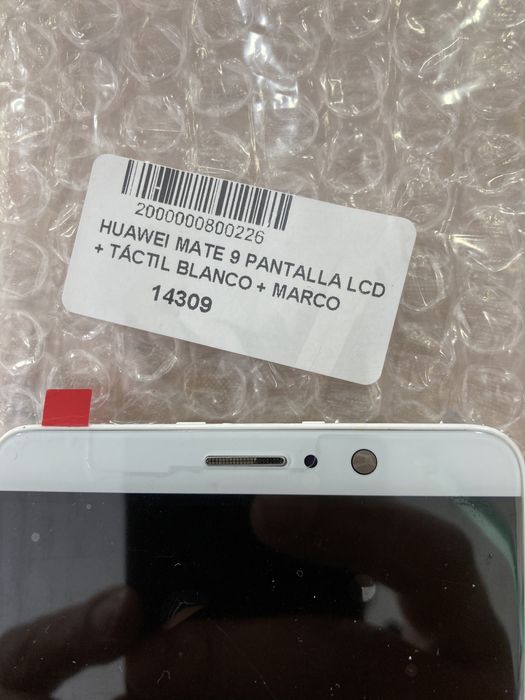 2000000800226
HUAWEI MATE 9 PANTALLA LCD
+ TÁCTIL BLANCO + MARCO
14309